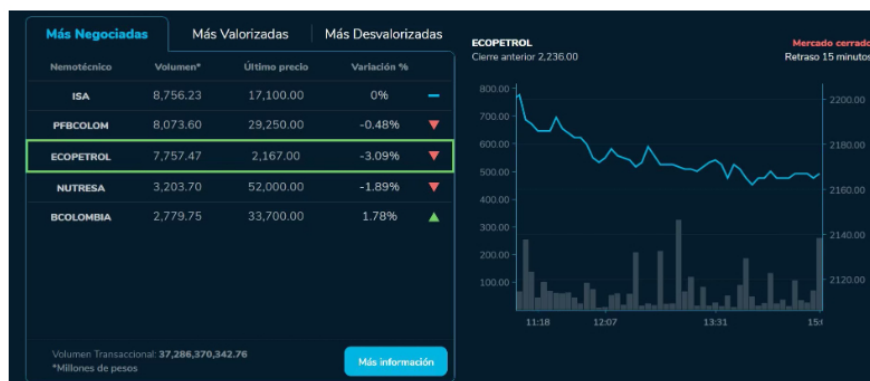 Más Negociadas Más Valorizadas Más Desvalorizadas
Nemotécnico Volumen* Último precio Variación %
ISA 8,756.23 17,100.00 0%
PFBCOLOM 8,073.60 29,250.00 -0.48%
ECOPETROL 7,757.47 2,167.00 -3.09%
NUTRESA 3,203.70 52,000.00 -1.89%
BCOLOMBIA 2,779.75 33,700.00 1.78%
Volumen Transaccional: 37,286,370,342.76
*Millones de pesos
Más información
ECOPETROL Mercado cerrado
Cierre anterior 2,236.00 Retraso 15 minutos
800.00 2200.00
700.00
600.00 2180.00
500.00 2160.00
400.00
300.00 2140.00
200.00
100.00 2120.00
11:18 12:07 13:31